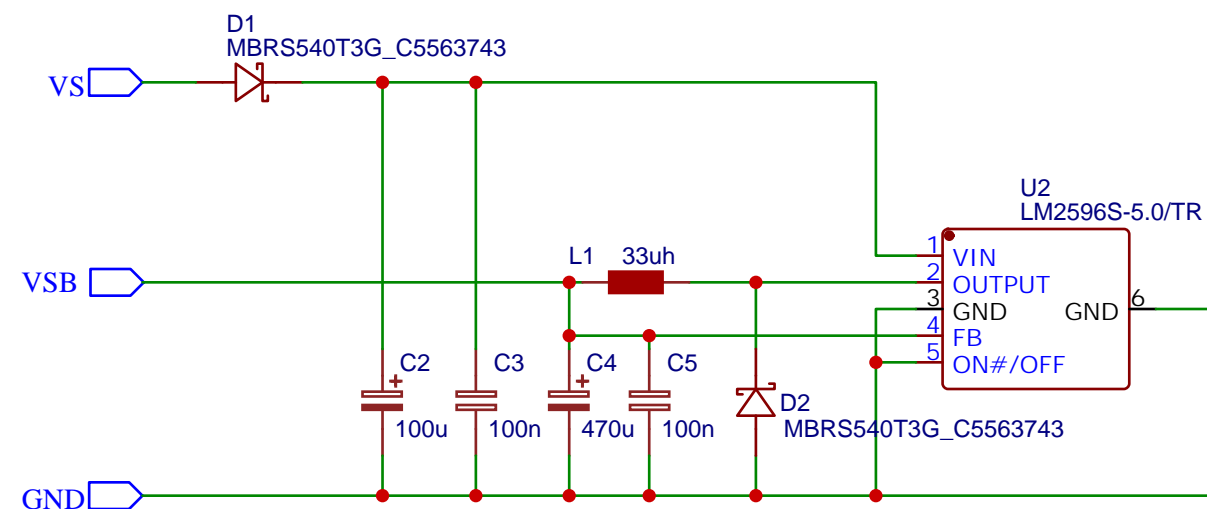 D1
MBRS540T3G_C5563743
VS
U2
LM2596S-5.0/TR
L1 33uh
VSB
1 VIN
2 OUTPUT
3 GND
GND 6
4 FB
5 ON#/OFF
C2
+
100u
C3
100n
C4
+
470u
C5
100n
D2
MBRS540T3G_C5563743
GND